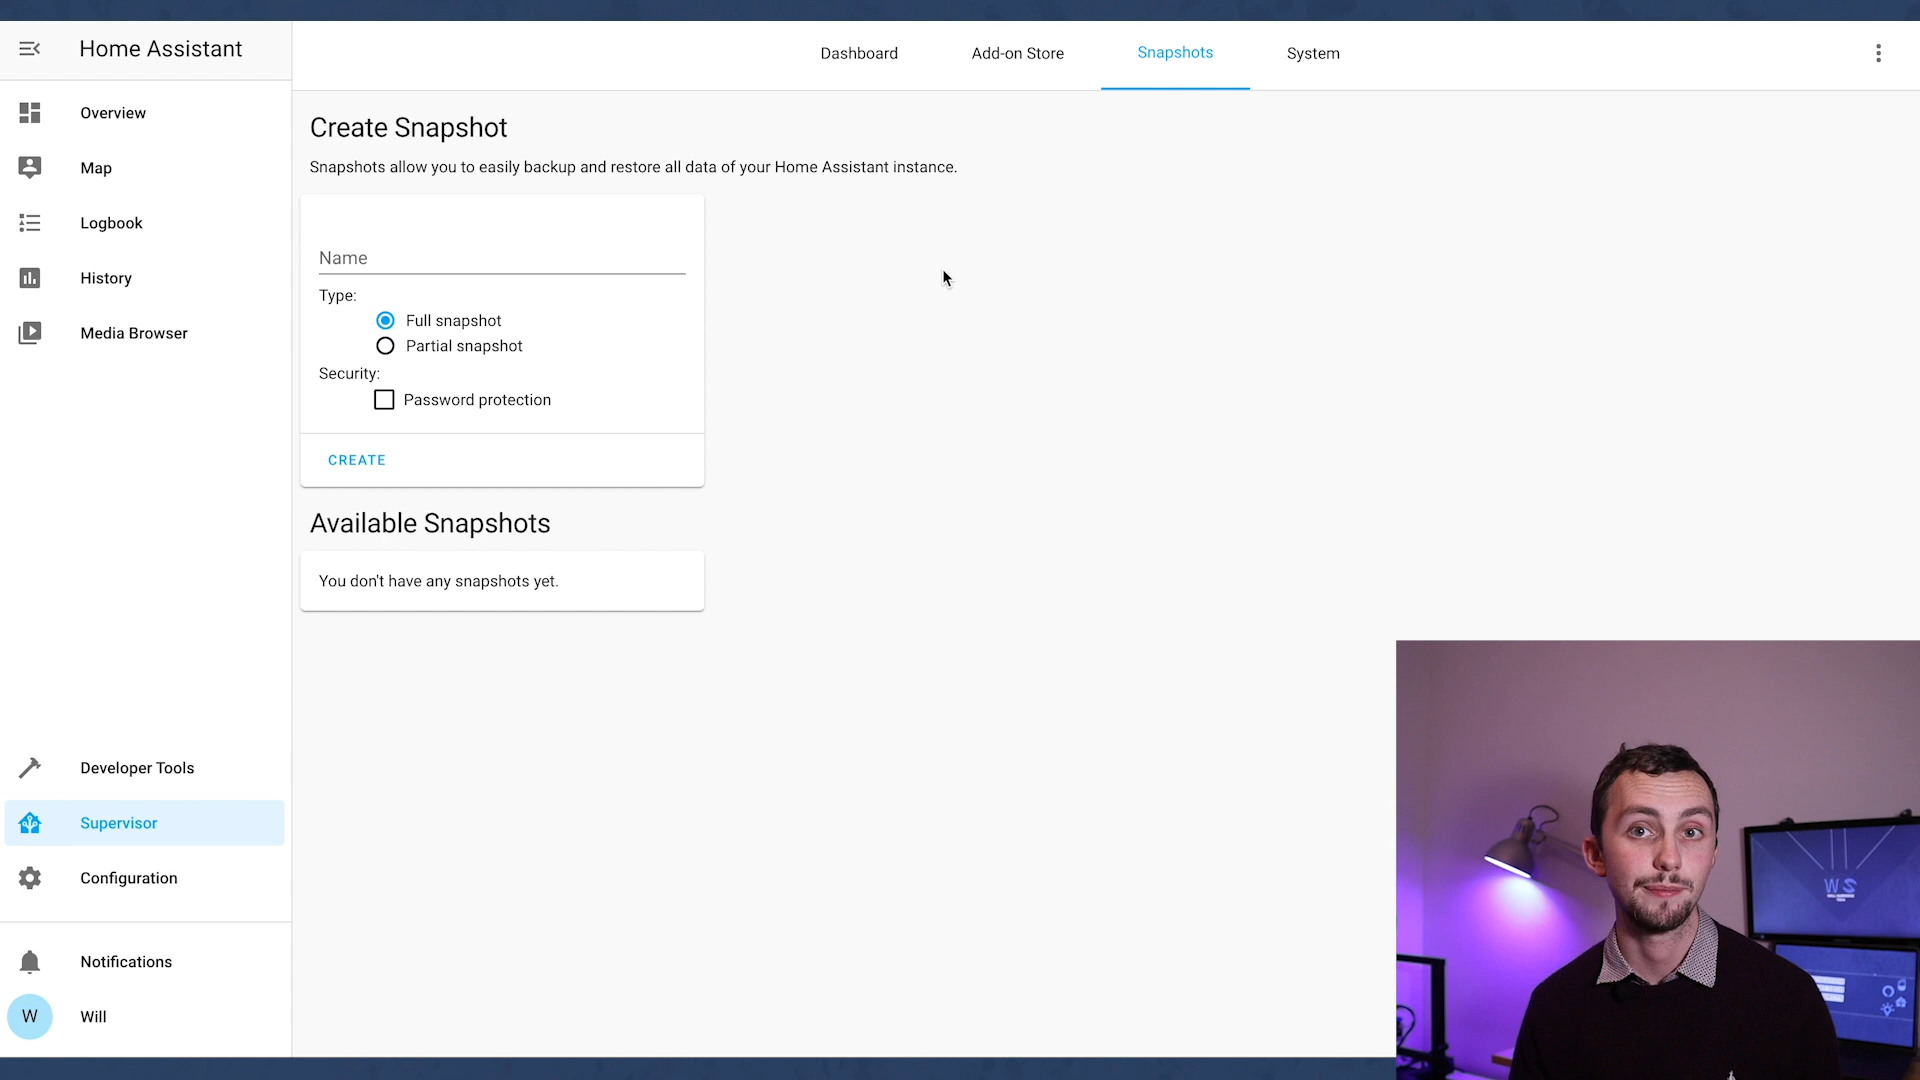 Home Assistant
Dashboard
Add-on Store
Snapshots
System
Overview
Map
Logbook
History
Media Browser
Create Snapshot
Snapshots allow you to easily backup and restore all data of your Home Assistant instance.
Name
Type:
Full snapshot
Partial snapshot
Security:
Password protection
CREATE
Available Snapshots
You don't have any snapshots yet.
Developer Tools
Supervisor
Configuration
Notifications
W
Will
WS